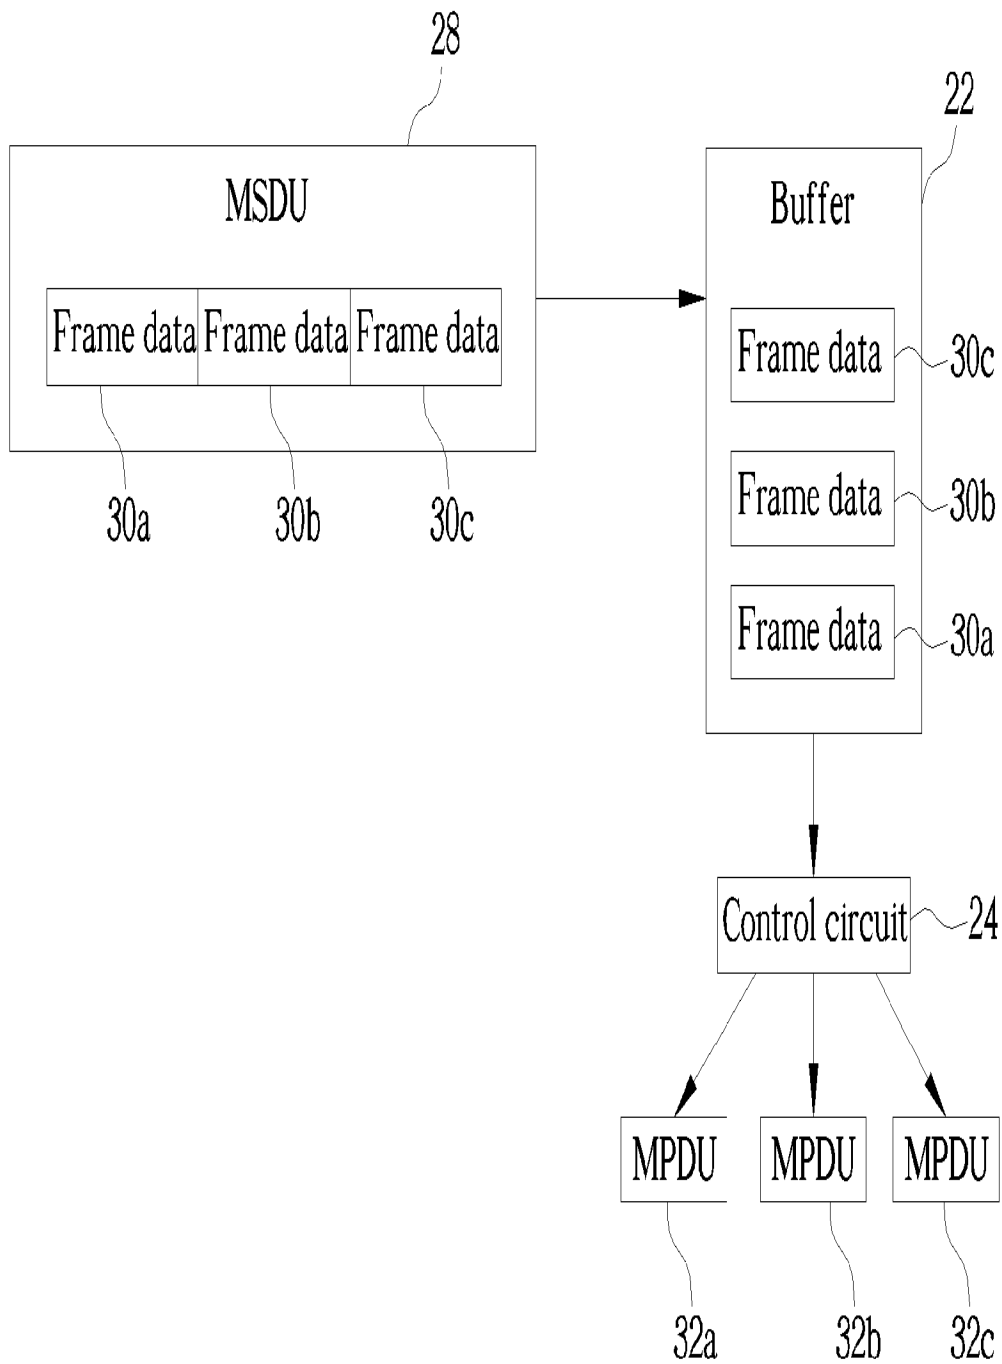 28
22
MSDU
Buffer
Frame data Frame data Frame data
Frame data
30c
30a 30b 30c
Frame data
30b
Frame data
30a
Control circuit
24
MPDU MPDU MPDU
32a 32b 32c